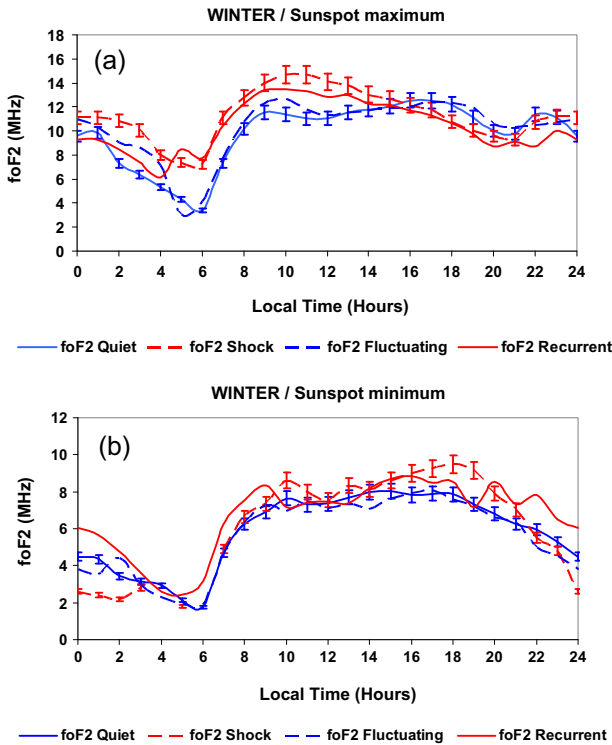 WINTER / Sunspot maximum
(a)
foF2 (MHz)
18
16
14
12
10
8
6
4
2
0
0 2 4 6 8 10 12 14 16 18 20 22 24
Local Time (Hours)
foF2 Quiet foF2 Shock foF2 Fluctuating foF2 Recurrent
WINTER / Sunspot minimum
(b)
foF2 (MHz)
12
10
8
6
4
2
0
0 2 4 6 8 10 12 14 16 18 20 22 24
Local Time (Hours)
foF2 Quiet foF2 Shock foF2 Fluctuating foF2 Recurrent